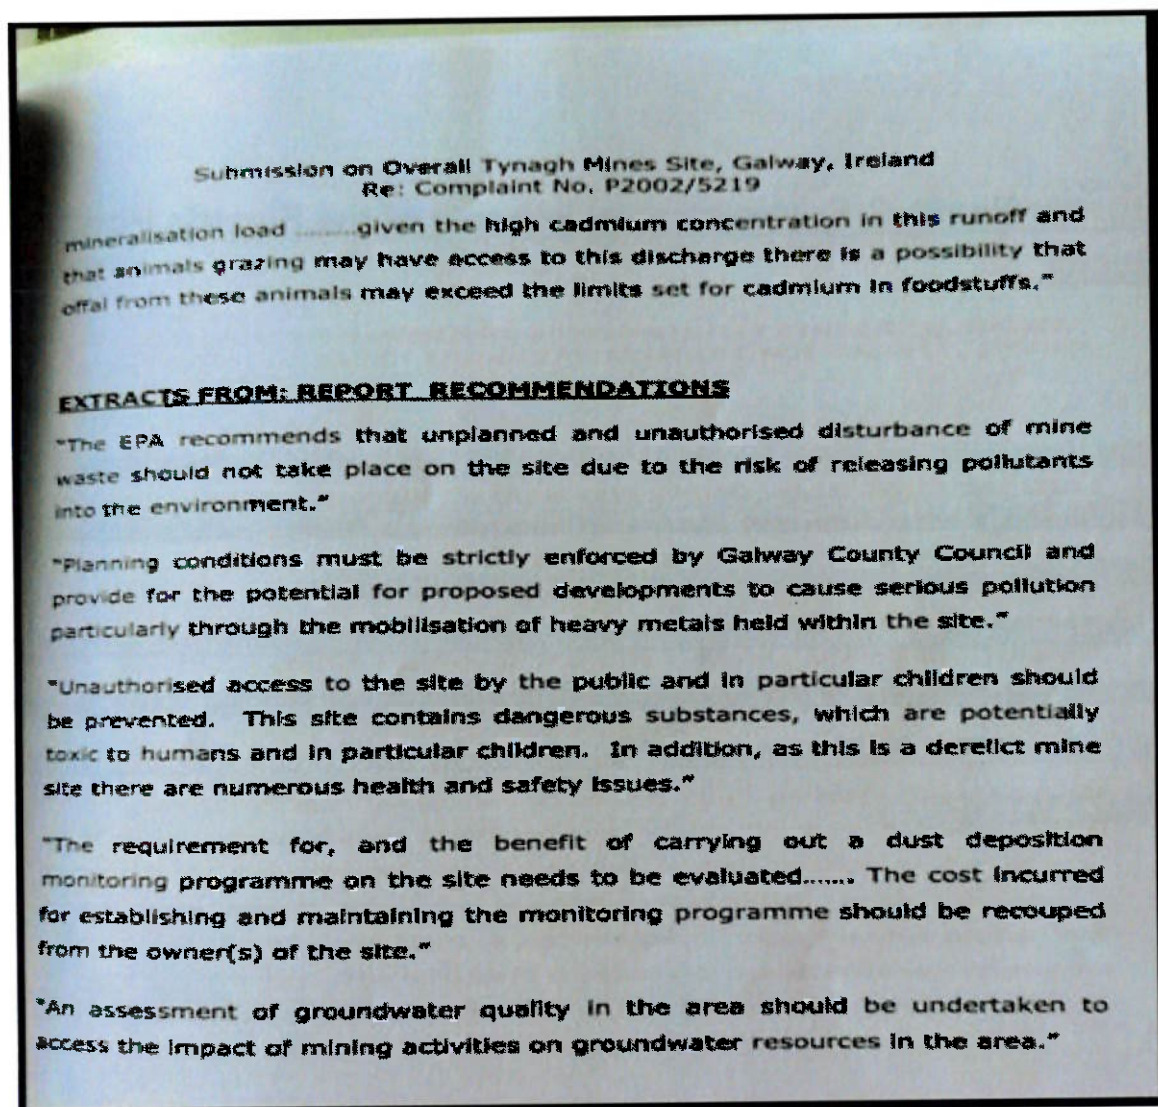 Submission on Overall Tynagh Mines Site, Galway, Ireland
Re: Complaint No. P2002/5219
mineralisation load .........given the high cadmium concentration in this runoff and
that animals grazing may have access to this discharge there is a possibility that
offal from these animals may exceed the limits set for cadmium in foodstuffs."
EXTRACTS FROM: REPORT RECOMMENDATIONS
"The EPA recommends that unplanned and unauthorised disturbance of mine
waste should not take place on the site due to the risk of releasing pollutants
into the environment."
"Planning conditions must be strictly enforced by Galway County Council and
provide for the potential for proposed developments to cause serious pollution
particularly through the mobilisation of heavy metals held within the site."
"Unauthorised access to the site by the public and in particular children should
be prevented. This site contains dangerous substances, which are potentially
toxic to humans and in particular children. In addition, as this is a derelict mine
site there are numerous health and safety issues."
"The requirement for, and the benefit of carrying out a dust deposition
monitoring programme on the site needs to be evaluated....... The cost incurred
for establishing and maintaining the monitoring programme should be recouped
from the owner(s) of the site."
"An assessment of groundwater quality in the area should be undertaken to
access the impact of mining activities on groundwater resources in the area."